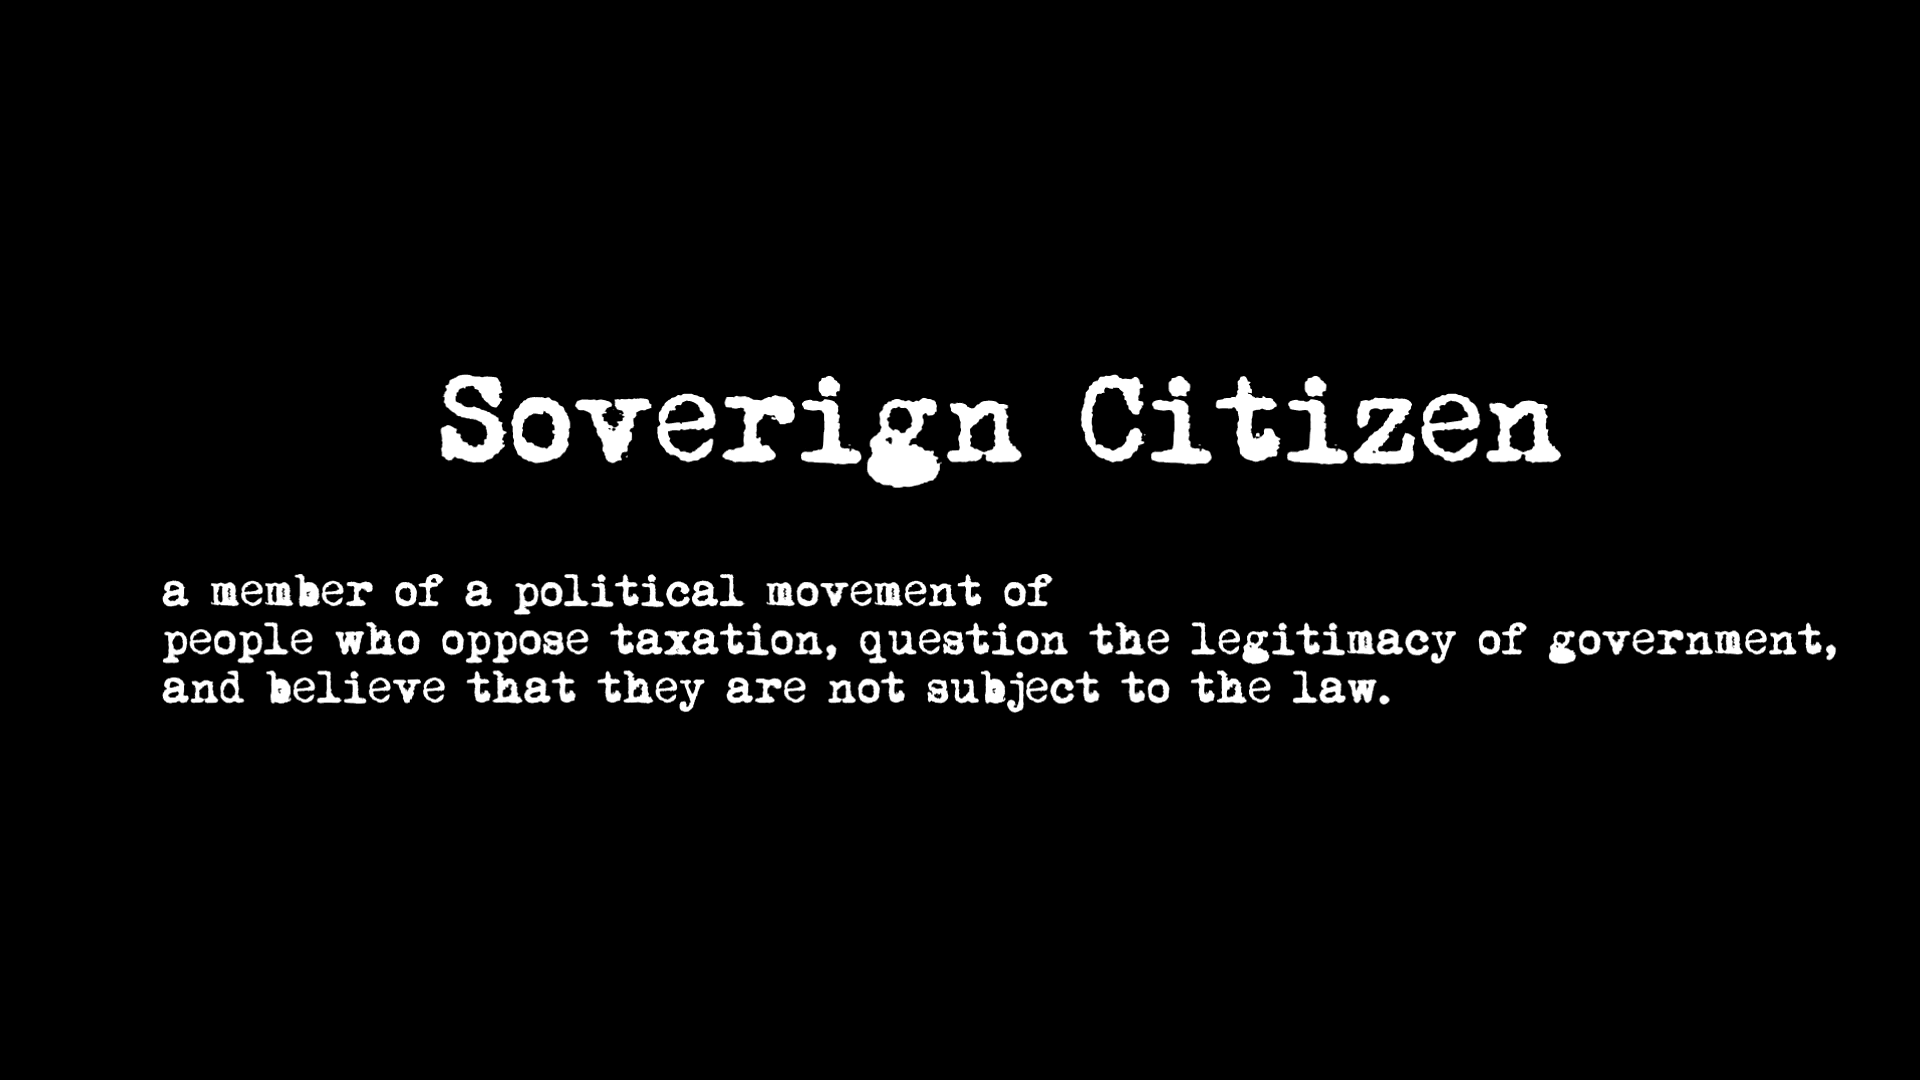 Soverign Citizen
a member of a political movement of
people who oppose taxation, question the legitimacy of government,
and believe that they are not subject to the law.